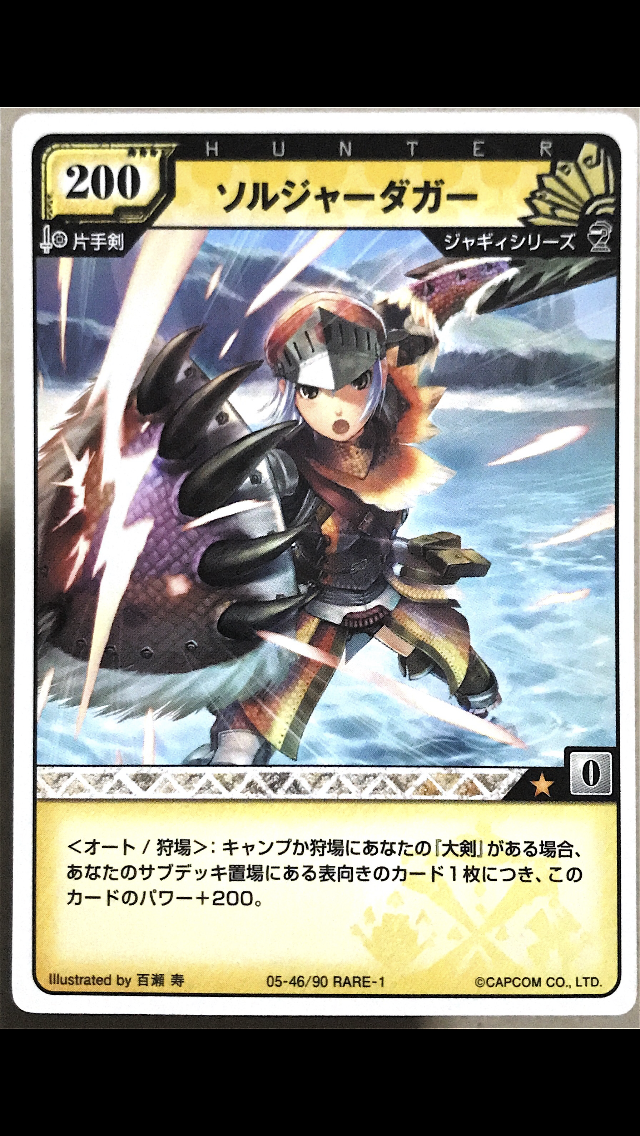 HUNTER
200
ソルジャーダガー
片手剣
ジャギィシリーズ
0
<オート / 狩場>：キャンプか狩場にあなたの『大剣』がある場合、
あなたのサブデッキ置場にある表向きのカード1枚につき、この
カードのパワー+200。
Illustrated by 百瀬 寿
05-46/90 RARE-1
©CAPCOM CO., LTD.